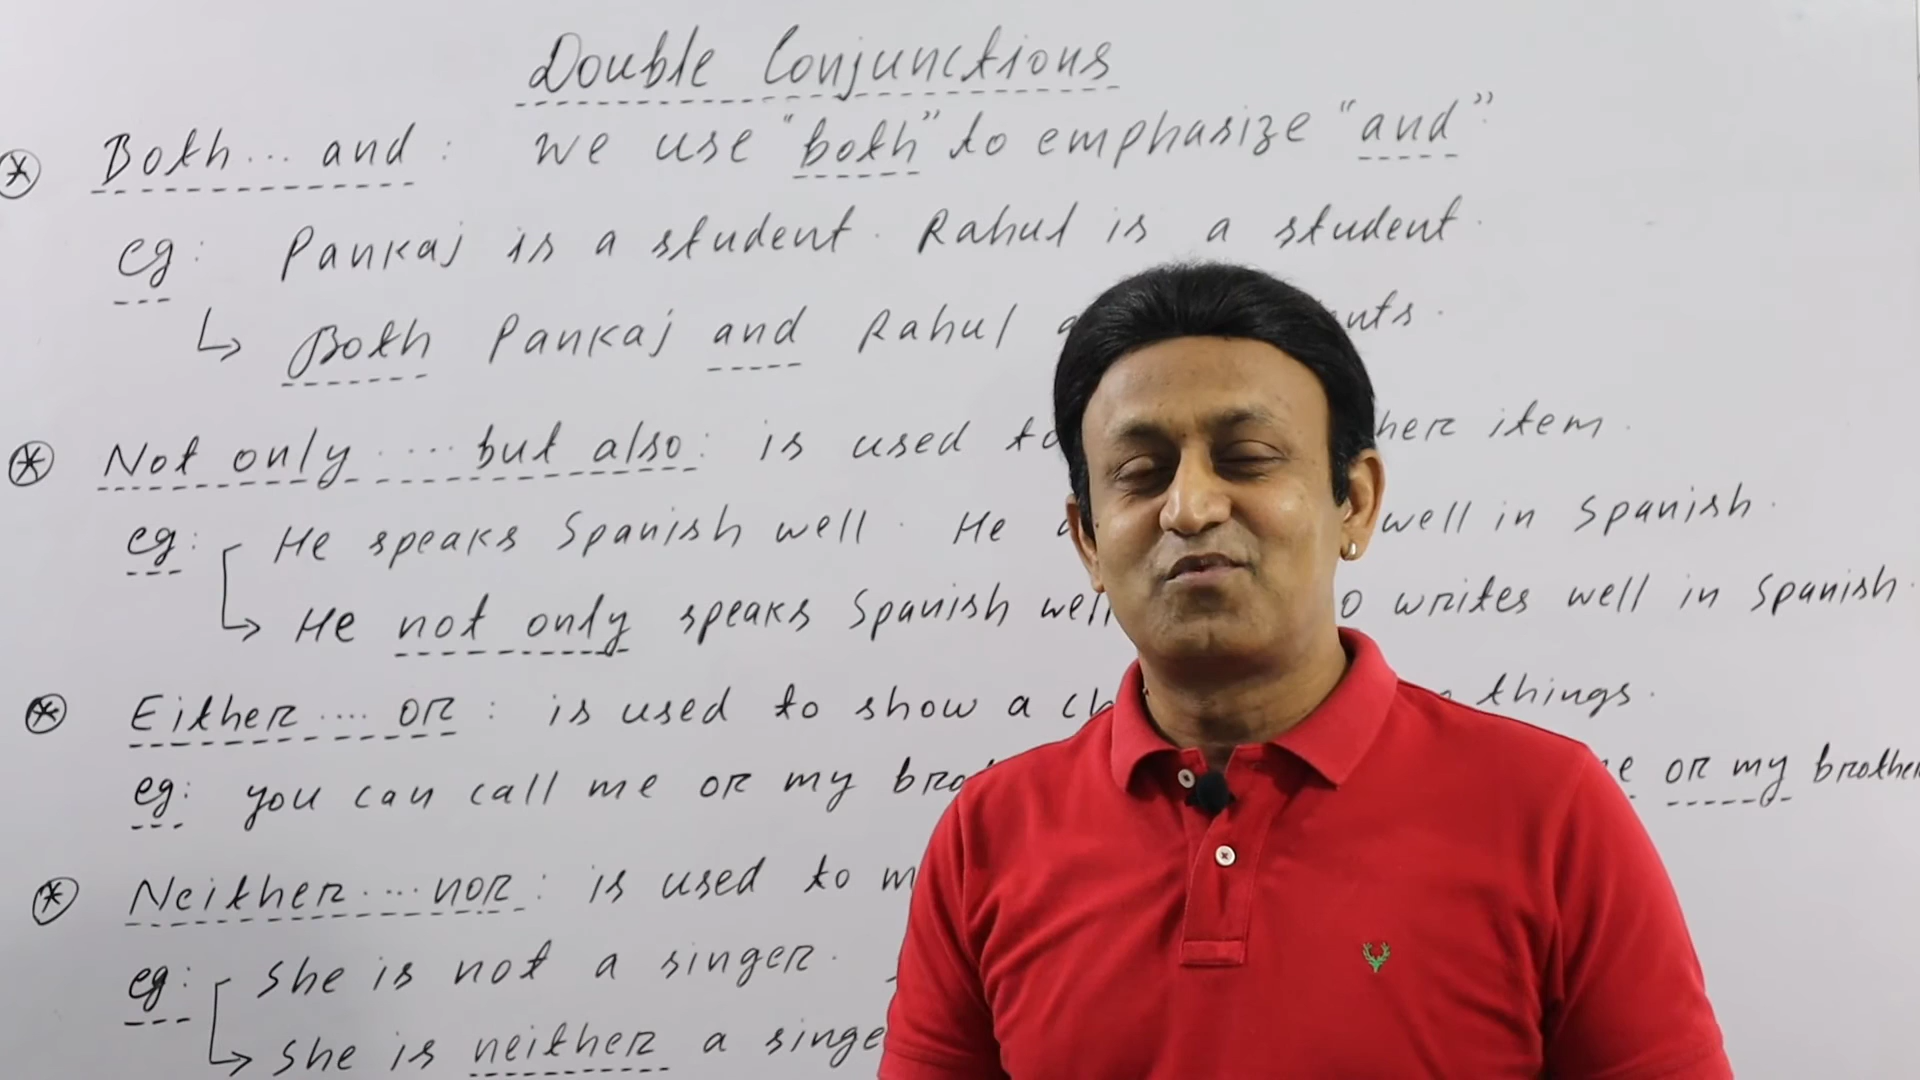 Double Conjunctions
* Both... and : We use "both" to emphasize "and".
eg: Pankaj is a student. Rahul is a student.
↳ Both Pankaj and Rahul
* Not only .... but also: is used to item.
eg: He speaks Spanish well. He well in Spanish.
↳ He not only speaks Spanish well writes well in Spanish.
* Either .... or : is used to show a things.
eg: you can call me or my or my brother
* Neither .... nor : is used to
eg: She is not a singer.
↳ She is neither a